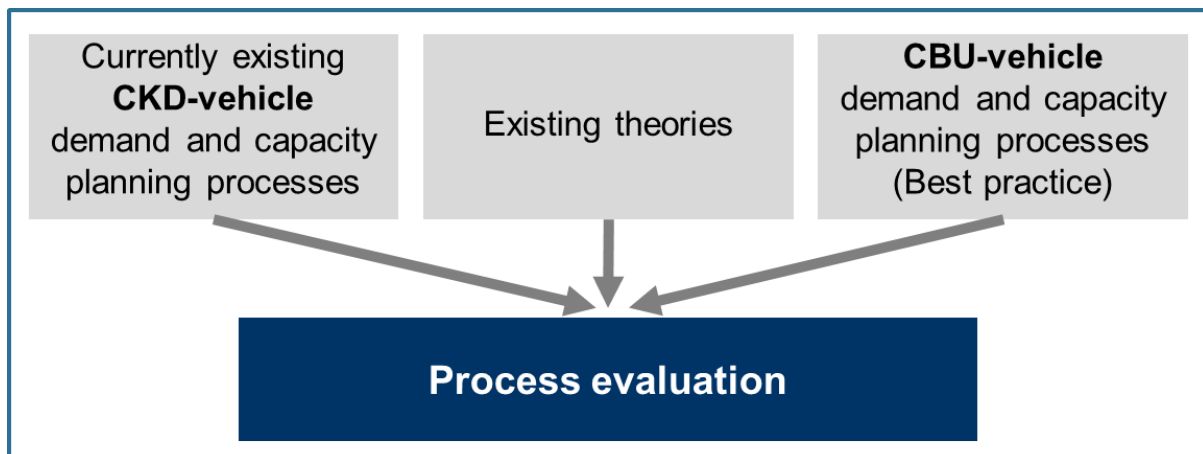 Currently existing
CKD-vehicle
demand and capacity
planning processes
Existing theories
CBU-vehicle
demand and capacity
planning processes
(Best practice)
Process evaluation